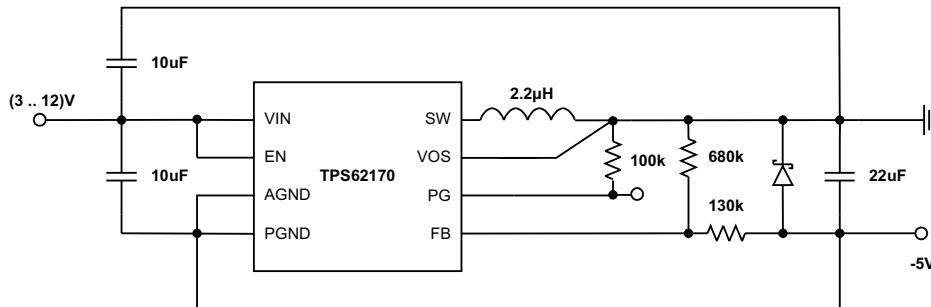 10uF
(3 .. 12)V
2.2µH
VIN
SW
EN
VOS
TPS62170
100k
680k
10uF
22uF
AGND
PG
130k
PGND
FB
-5V